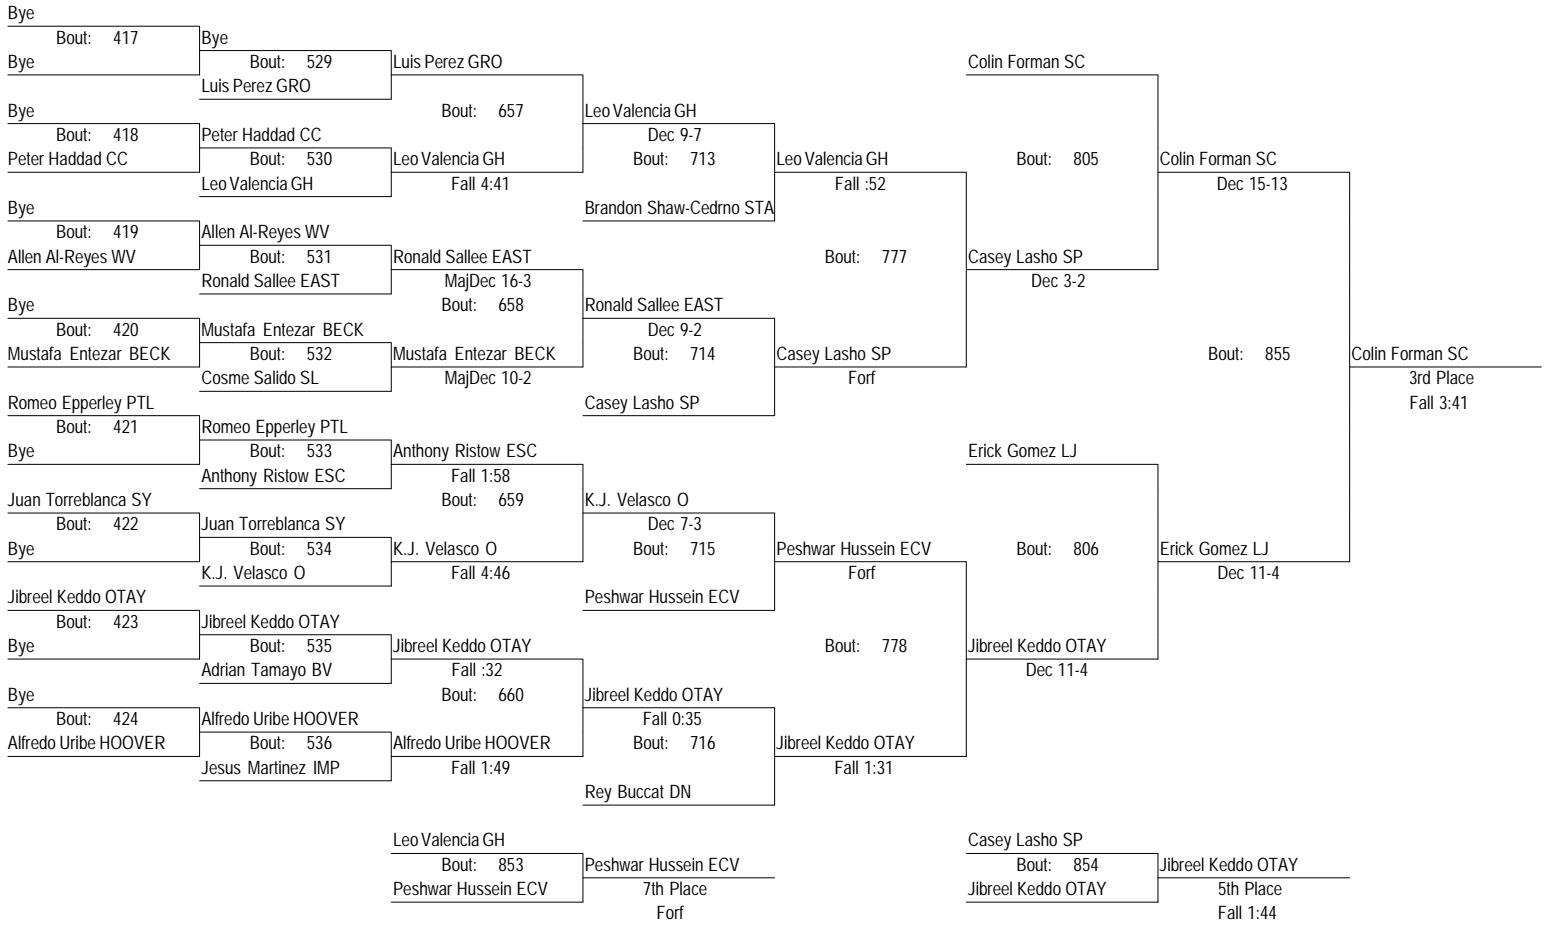 Bye
Bout: 417 Bye
Bye Bout: 529 Luis Perez GRO Colin Forman SC
Luis Perez GRO
Bye Bout: 657 Leo Valencia GH
Bout: 418 Peter Haddad CC Dec 9-7
Peter Haddad CC Bout: 530 Leo Valencia GH Bout: 713 Leo Valencia GH Bout: 805 Colin Forman SC
Leo Valencia GH Fall 4:41 Fall :52 Dec 15-13
Bye Brandon Shaw-Cedrno STA
Bout: 419 Allen Al-Reyes WV
Allen Al-Reyes WV Bout: 531 Ronald Sallee EAST Bout: 777 Casey Lasho SP
Ronald Sallee EAST MajDec 16-3 Dec 3-2
Bye Bout: 658 Ronald Sallee EAST
Bout: 420 Mustafa Entezar BECK Dec 9-2
Mustafa Entezar BECK Bout: 532 Mustafa Entezar BECK Bout: 714 Casey Lasho SP Bout: 855 Colin Forman SC
Cosme Salido SL MajDec 10-2 Forf 3rd Place
Romeo Epperley PTL Casey Lasho SP Fall 3:41
Bout: 421 Romeo Epperley PTL
Bye Bout: 533 Anthony Ristow ESC Erick Gomez LJ
Anthony Ristow ESC Fall 1:58
Juan Torreblanca SY Bout: 659 K.J. Velasco O
Bout: 422 Juan Torreblanca SY Dec 7-3
Bye Bout: 534 K.J. Velasco O Bout: 715 Peshwar Hussein ECV Bout: 806 Erick Gomez LJ
K.J. Velasco O Fall 4:46 Forf Dec 11-4
Jibreel Keddo OTAY Peshwar Hussein ECV
Bout: 423 Jibreel Keddo OTAY
Bye Bout: 535 Jibreel Keddo OTAY Bout: 778 Jibreel Keddo OTAY
Adrian Tamayo BV Fall :32 Dec 11-4
Bye Bout: 660 Jibreel Keddo OTAY
Bout: 424 Alfredo Uribe HOOVER Fall 0:35
Alfredo Uribe HOOVER Bout: 536 Alfredo Uribe HOOVER Bout: 716 Jibreel Keddo OTAY
Jesus Martinez IMP Fall 1:49 Fall 1:31
Rey Buccat DN
Leo Valencia GH Casey Lasho SP
Bout: 853 Peshwar Hussein ECV Bout: 854 Jibreel Keddo OTAY
Peshwar Hussein ECV 7th Place Jibreel Keddo OTAY 5th Place
Forf Fall 1:44